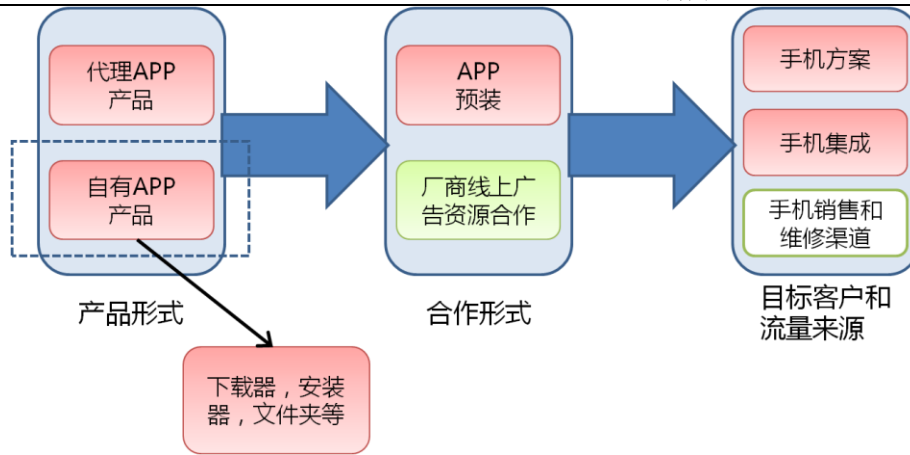 代理APP
产品
自有APP
产品
产品形式
下载器，安装
器，文件夹等
APP
预装
厂商线上广
告资源合作
合作形式
手机方案
手机集成
手机销售和
维修渠道
目标客户和
流量来源